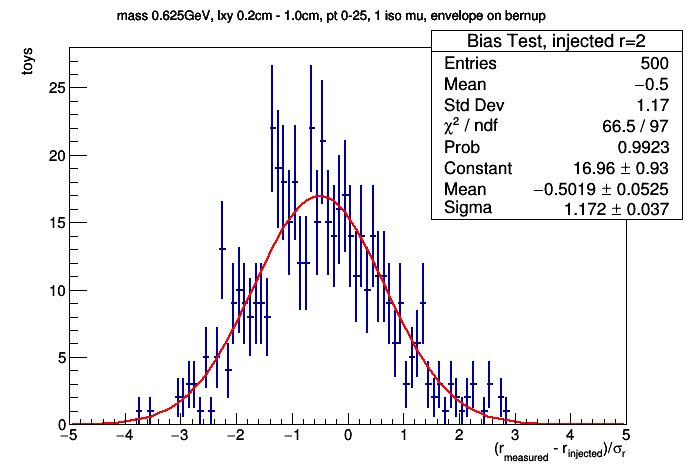 mass 0.625GeV, lxy 0.2cm - 1.0cm, pt 0-25, 1 iso mu, envelope on bernup
Bias Test, injected r=2
Entries 500
Mean −0.5
Std Dev 1.17
χ² / ndf 66.5 / 97
Prob 0.9923
Constant 16.96 ± 0.93
Mean −0.5019 ± 0.0525
Sigma 1.172 ± 0.037
toys
25
20
15
10
5
0
−5 −4 −3 −2 −1 0 1 2 3 4 5
(r_measured - r_injected)/σ_r